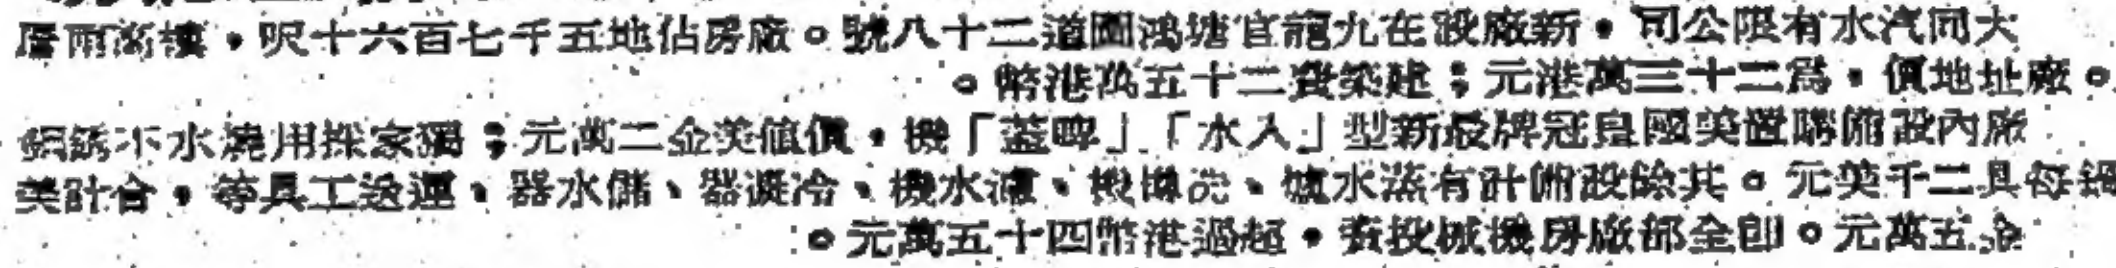 大同汽水有限公司，新廠設在九龍官塘鴻圖道二十八號。廠房佔地五千七百六十呎，樓高兩層
。廠址地價，為二十三萬港元；建築費二十五萬港幣。
廠內設備購置美國皇冠牌最新型「入水」「啤蓋」機，價值美金二萬元；獨家採用燒水不銹鋼
鍋每具二千美元。其餘設備計有蒸水爐、洗樽機、濾水機、冷凝器、儲水器、運送工具等，合計美
金五萬元。即全部廠房機械投資，超過港幣四十五萬元。